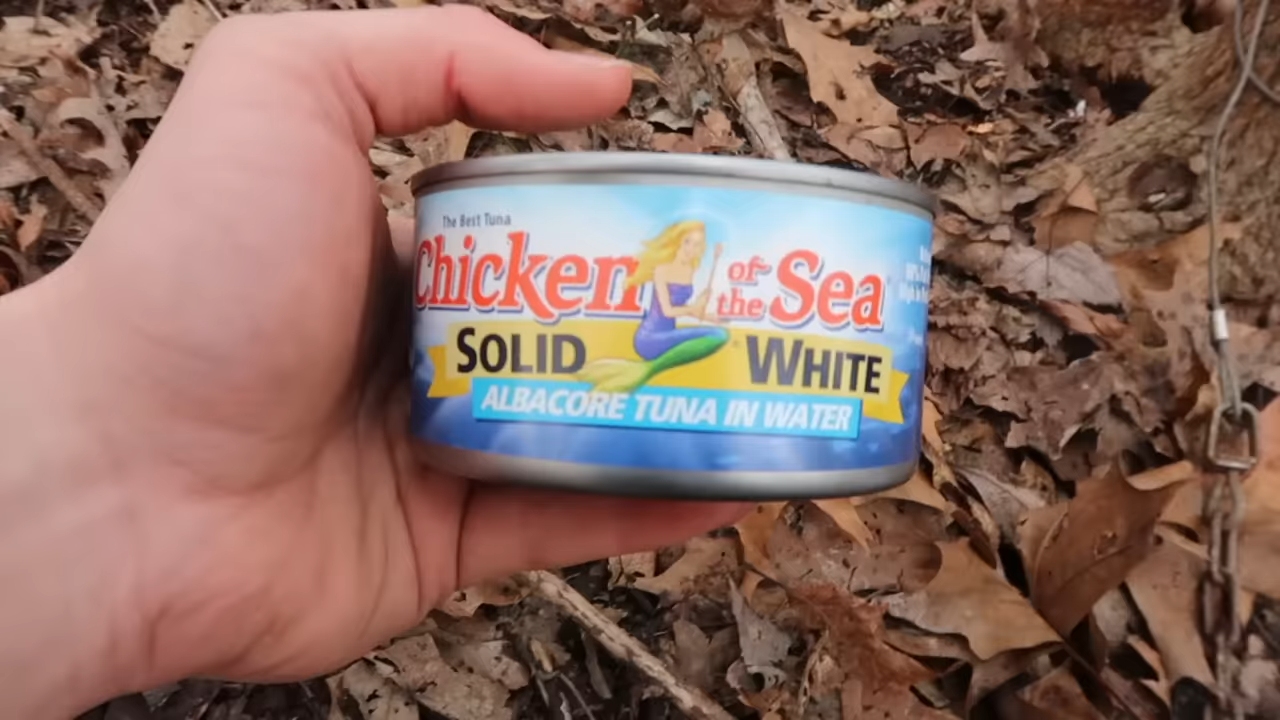 The Best Tuna
Chicken of the Sea
SOLID WHITE
ALBACORE TUNA IN WATER